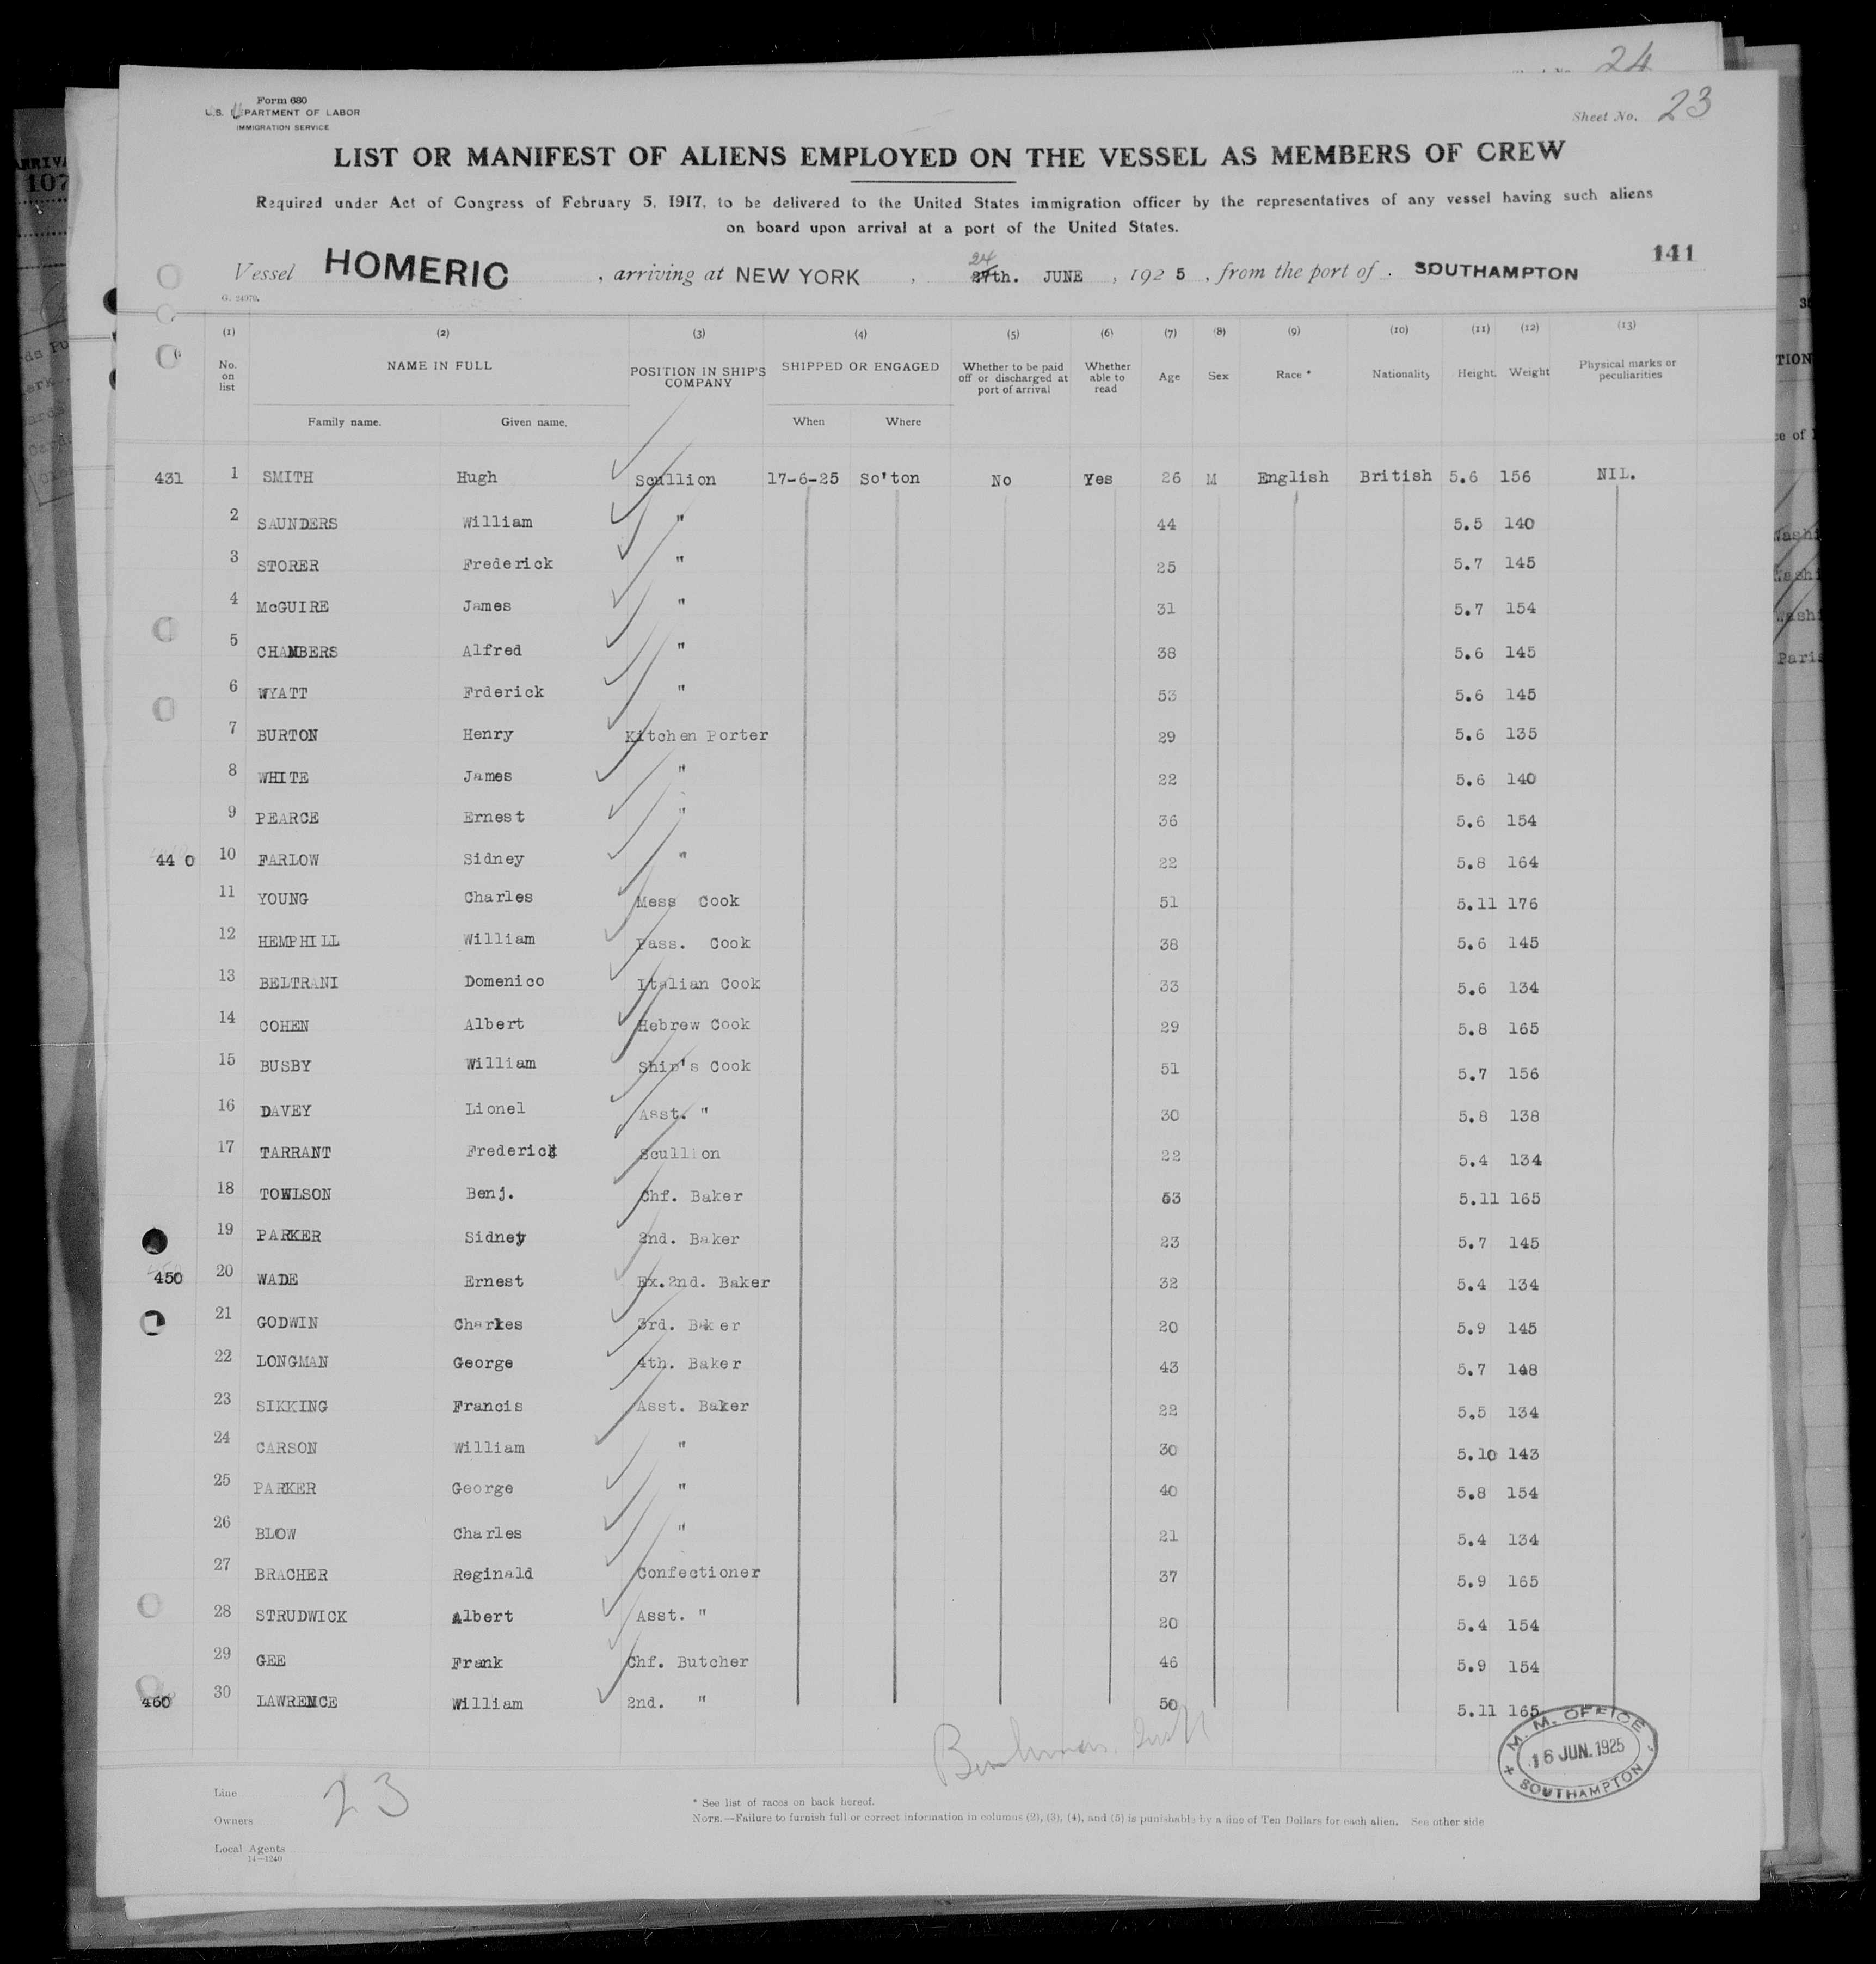 24
Form 680
U.S. DEPARTMENT OF LABOR
IMMIGRATION SERVICE
Sheet No. 23
LIST OR MANIFEST OF ALIENS EMPLOYED ON THE VESSEL AS MEMBERS OF CREW
Required under Act of Congress of February 5, 1917, to be delivered to the United States immigration officer by the representatives of any vessel having such aliens
on board upon arrival at a port of the United States.
141
Vessel HOMERIC , arriving at NEW YORK , 24 th. JUNE , 192 5 , from the port of SOUTHAMPTON
G. 24979.
(1) (2) (3) (4) (5) (6) (7) (8) (9) (10) (11) (12) (13)
No. on list NAME IN FULL POSITION IN SHIP'S COMPANY SHIPPED OR ENGAGED Whether to be paid off or discharged at port of arrival Whether able to read Age Sex Race * Nationality Height. Weight Physical marks or peculiarities
Family name. Given name. When Where
431 1 SMITH Hugh Scullion 17-6-25 So'ton No Yes 26 M English British 5.6 156 NIL.
2 SAUNDERS William " 44 5.5 140
3 STORER Frederick " 25 5.7 145
4 McGUIRE James " 31 5.7 154
5 CHAMBERS Alfred " 38 5.6 145
6 WYATT Frderick " 53 5.6 145
7 BURTON Henry Kitchen Porter 29 5.6 135
8 WHITE James " 22 5.6 140
9 PEARCE Ernest " 36 5.6 154
44 0 10 FARLOW Sidney " 22 5.8 164
11 YOUNG Charles Mess Cook 51 5.11 176
12 HEMPHILL William Pass. Cook 38 5.6 145
13 BELTRANI Domenico Italian Cook 33 5.6 134
14 COHEN Albert Hebrew Cook 29 5.8 165
15 BUSBY William Ship's Cook 51 5.7 156
16 DAVEY Lionel Asst. " 30 5.8 138
17 TARRANT Frederick Scullion 22 5.4 134
18 TOWLSON Benj. Chf. Baker 53 5.11 165
19 PARKER Sidney 2nd. Baker 23 5.7 145
450 20 WADE Ernest Ex.2nd. Baker 32 5.4 134
21 GODWIN Charles 3rd. Baker 20 5.9 145
22 LONGMAN George 4th. Baker 43 5.7 148
23 SIKKING Francis Asst. Baker 22 5.5 134
24 CARSON William " 30 5.10 143
25 PARKER George " 40 5.8 154
26 BLOW Charles " 21 5.4 134
27 BRACHER Reginald Confectioner 37 5.9 165
28 STRUDWICK Albert Asst. " 20 5.4 154
29 GEE Frank Chf. Butcher 46 5.9 154
460 30 LAWRENCE William 2nd. " 50 5.11 165
M. M. OFFICE
16 JUN. 1925
SOUTHAMPTON
Line
23
Owners
Local Agents
14—1240
* See list of races on back hereof.
NOTE.—Failure to furnish full or correct information in columns (2), (3), (4), and (5) is punishable by a fine of Ten Dollars for each alien. See other side